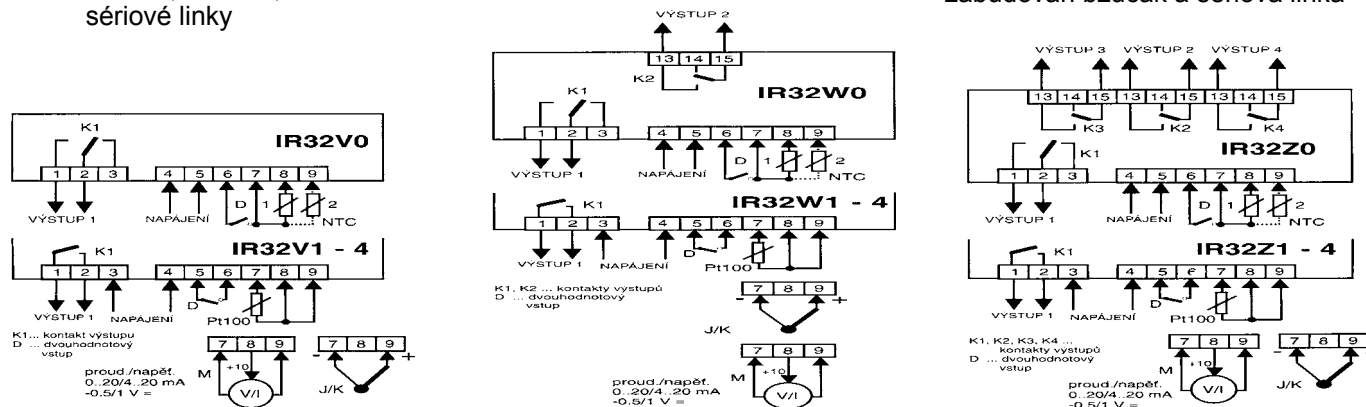 sériové linky
K1
IR32V0
1 2 3 4 5 6 7 8 9
VÝSTUP 1 NAPÁJENÍ D 1 2
NTC
K1 IR32V1 - 4
1 2 3 4 5 6 7 8 9
VÝSTUP 1 NAPÁJENÍ D Pt100
K1... kontakt výstupu
D ... dvouhodnotový
vstup
7 8 9 7 8 9
proud./napěť. M +10 - +
0..20/4..20 mA V/I J/K
-0.5/1 V =
VÝSTUP 2
13 14 15
K2
K1 IR32W0
1 2 3 4 5 6 7 8 9
VÝSTUP 1 NAPÁJENÍ D 1 2
NTC
K1 IR32W1 - 4
1 2 3 4 5 6 7 8 9
VÝSTUP 1 NAPÁJENÍ D Pt100
K1, K2 ... kontakty výstupů
D ... dvouhodnotový
vstup
7 8 9
- +
J/K
7 8 9
proud./napěť. M +10
0..20/4..20 mA V/I
-0.5/1 V =
VÝSTUP 3 VÝSTUP 2 VÝSTUP 4
13 14 15 13 14 15 13 14 15
K3 K2 K4
K1 IR32Z0
1 2 3 4 5 6 7 8 9
VÝSTUP 1 NAPÁJENÍ D 1 2
NTC
K1 IR32Z1 - 4
1 2 3 4 5 6 7 8 9
VÝSTUP 1 NAPÁJENÍ D Pt100
K1, K2, K3, K4 ...
kontakty výstupů
D ... dvouhodnotový
vstup
7 8 9 7 8 9
proud./napěť. M +10 -
0..20/4..20 mA V/I J/K
-0.5/1 V =